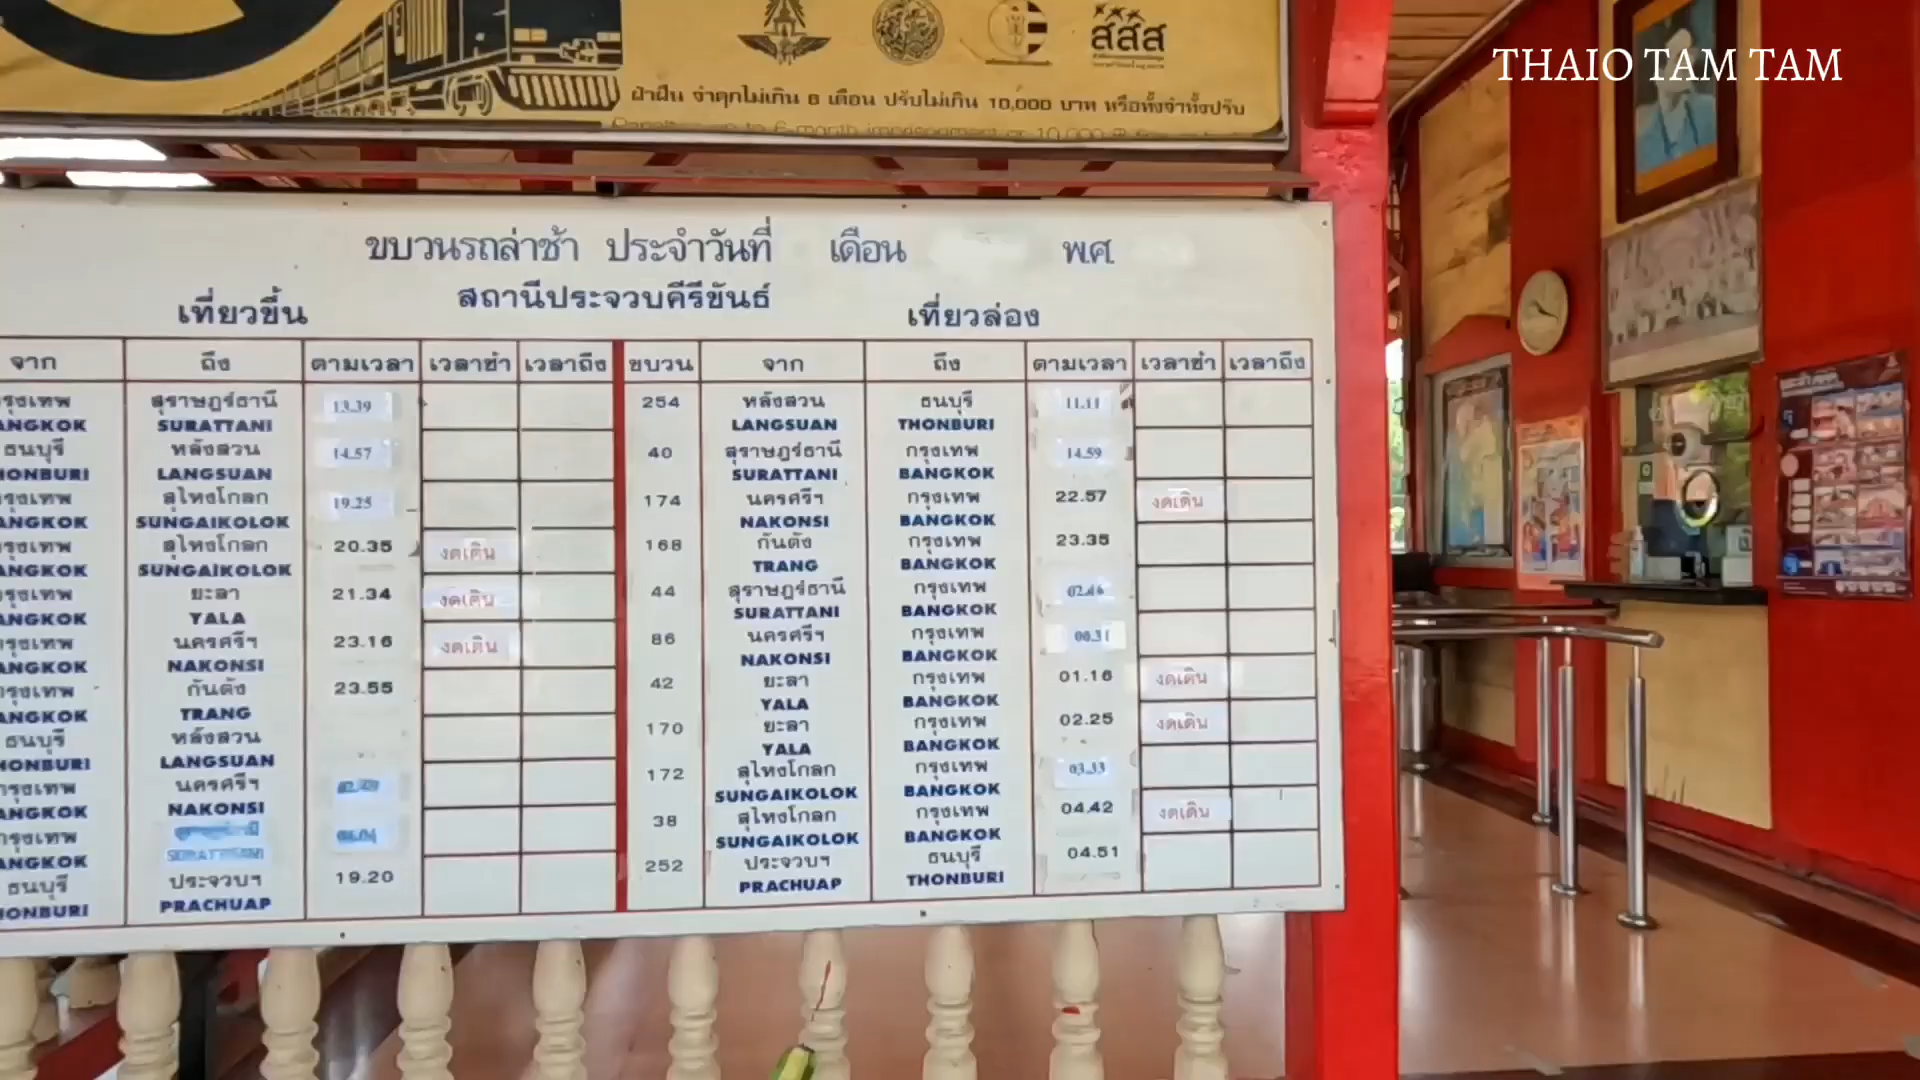 THAIO TAM TAM
สสส
ฝ่าฝืน จำคุกไม่เกิน 6 เดือน ปรับไม่เกิน 10,000 บาท หรือทั้งจำทั้งปรับ
ขบวนรถล่าช้า ประจำวันที่ เดือน พ.ศ.
สถานีประจวบคีรีขันธ์
เที่ยวขึ้น
จาก ถึง ตามเวลา เวลาช้า เวลาถึง
สุราษฎร์ธานี 13.39
SURATTANI
ธนบุรี หลังสวน 14.57
LANGSUAN
สุไหงโกลก 19.25
SUNGAIKOLOK
สุไหงโกลก 20.35 งดเดิน
SUNGAIKOLOK
ยะลา 21.34 งดเดิน
YALA
นครศรีฯ 23.16 งดเดิน
NAKONSI
กันตัง 23.55
TRANG
ธนบุรี หลังสวน
LANGSUAN
นครศรีฯ
NAKONSI
ธนบุรี ประจวบฯ 19.20
PRACHUAP
เที่ยวล่อง
ขบวน จาก ถึง ตามเวลา เวลาช้า เวลาถึง
254 หลังสวน ธนบุรี 11.11
LANGSUAN THONBURI
40 สุราษฎร์ธานี กรุงเทพ 14.59
SURATTANI BANGKOK
174 นครศรีฯ กรุงเทพ 22.57 งดเดิน
NAKONSI BANGKOK
168 กันตัง กรุงเทพ 23.35
TRANG BANGKOK
44 สุราษฎร์ธานี กรุงเทพ 02.46
SURATTANI BANGKOK
86 นครศรีฯ กรุงเทพ 00.31
NAKONSI BANGKOK
42 ยะลา กรุงเทพ 01.16 งดเดิน
YALA BANGKOK
170 ยะลา กรุงเทพ 02.25 งดเดิน
YALA BANGKOK
172 สุไหงโกลก กรุงเทพ 03.33
SUNGAIKOLOK BANGKOK
38 สุไหงโกลก กรุงเทพ 04.42 งดเดิน
SUNGAIKOLOK BANGKOK
252 ประจวบฯ ธนบุรี 04.51
PRACHUAP THONBURI